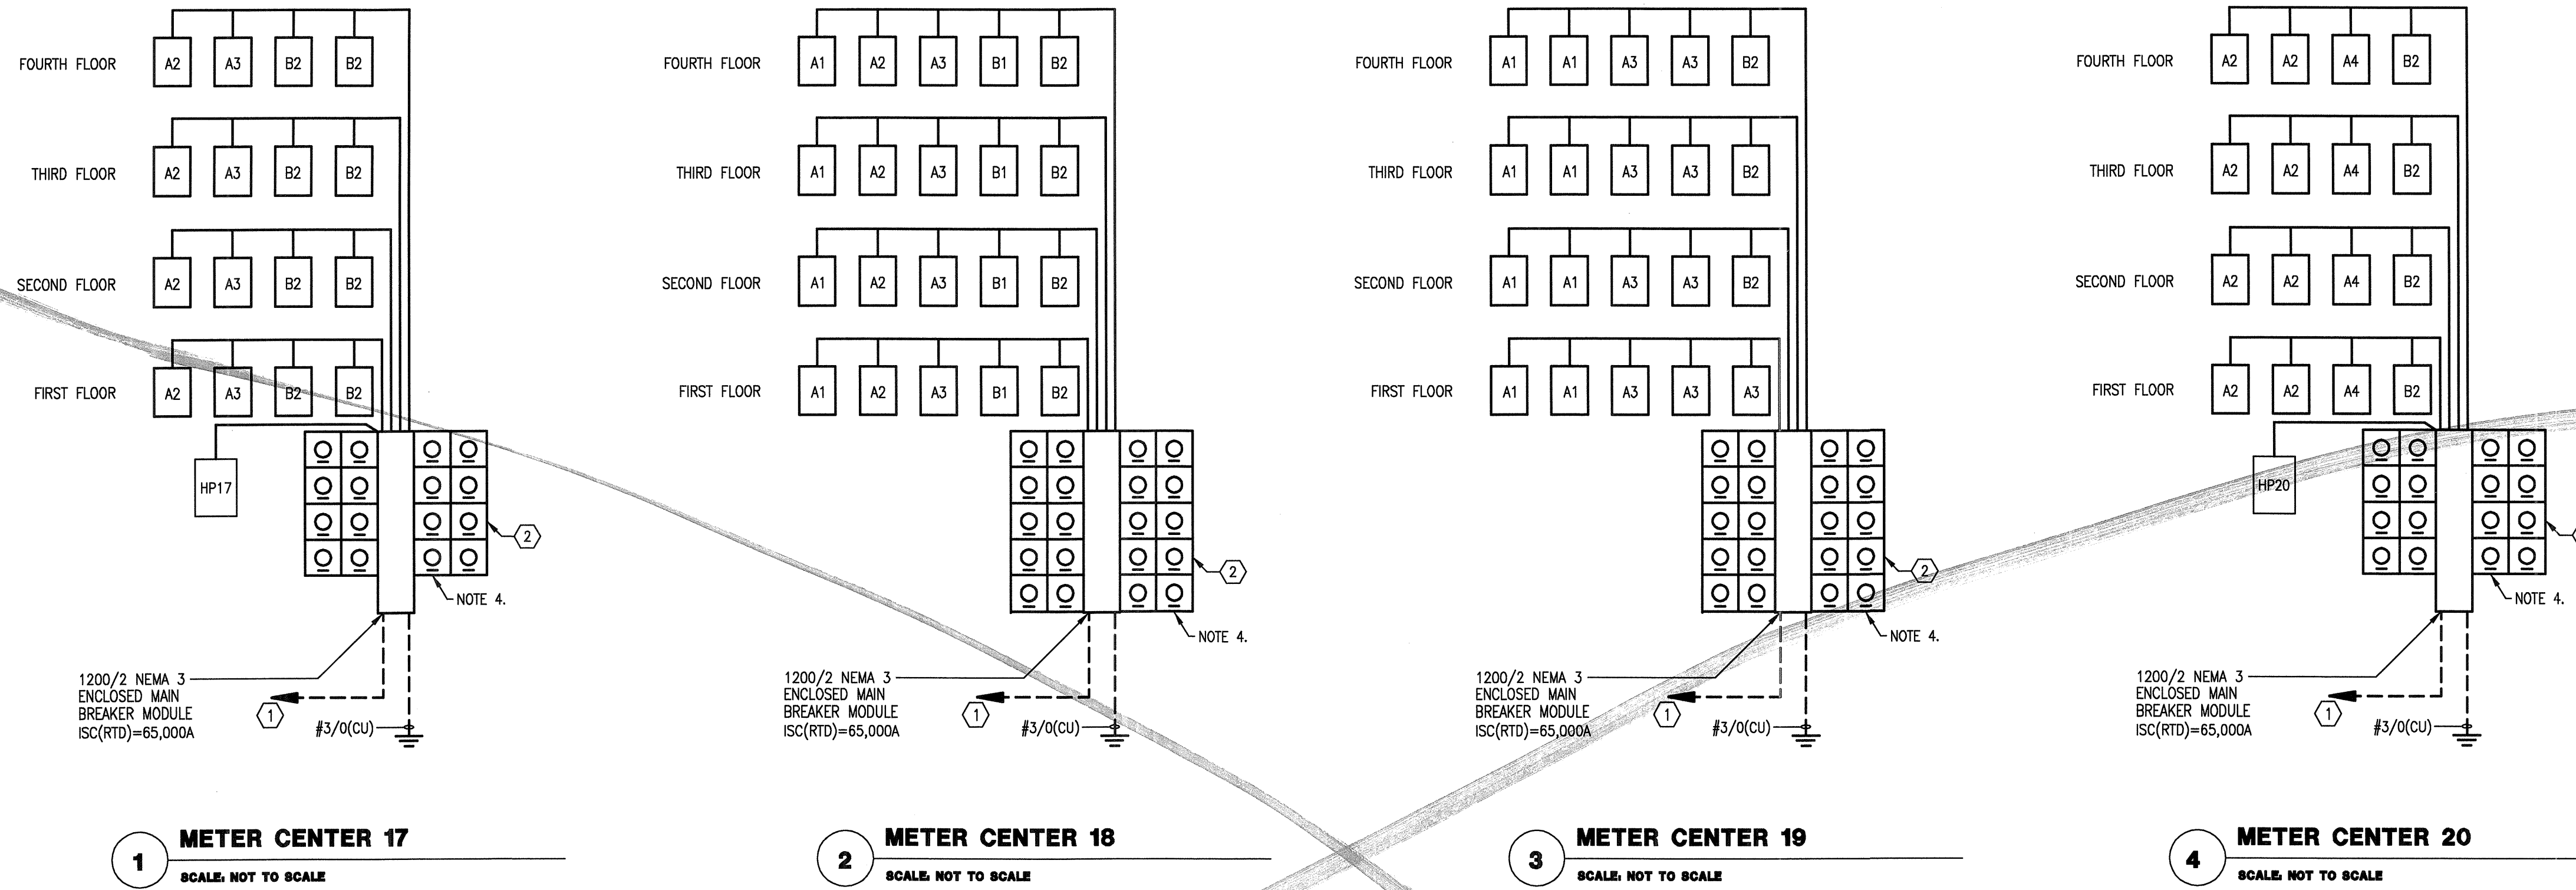 FOURTH FLOOR A2 A3 B2 B2
THIRD FLOOR A2 A3 B2 B2
SECOND FLOOR A2 A3 B2 B2
FIRST FLOOR A2 A3 B2 B2
HP17
2
NOTE 4.
1200/2 NEMA 3
ENCLOSED MAIN
BREAKER MODULE
ISC(RTD)=65,000A
1
#3/0(CU)
1 METER CENTER 17
SCALE: NOT TO SCALE
FOURTH FLOOR A1 A2 A3 B1 B2
THIRD FLOOR A1 A2 A3 B1 B2
SECOND FLOOR A1 A2 A3 B1 B2
FIRST FLOOR A1 A2 A3 B1 B2
2
NOTE 4.
1200/2 NEMA 3
ENCLOSED MAIN
BREAKER MODULE
ISC(RTD)=65,000A
1
#3/0(CU)
2 METER CENTER 18
SCALE: NOT TO SCALE
FOURTH FLOOR A1 A1 A3 A3 B2
THIRD FLOOR A1 A1 A3 A3 B2
SECOND FLOOR A1 A1 A3 A3 B2
FIRST FLOOR A1 A1 A3 A3 A3
2
NOTE 4.
1200/2 NEMA 3
ENCLOSED MAIN
BREAKER MODULE
ISC(RTD)=65,000A
1
#3/0(CU)
3 METER CENTER 19
SCALE: NOT TO SCALE
FOURTH FLOOR A2 A2 A4 B2
THIRD FLOOR A2 A2 A4 B2
SECOND FLOOR A2 A2 A4 B2
FIRST FLOOR A2 A2 A4 B2
HP20
NOTE 4.
1200/2 NEMA 3
ENCLOSED MAIN
BREAKER MODULE
ISC(RTD)=65,000A
1
#3/0(CU)
4 METER CENTER 20
SCALE: NOT TO SCALE